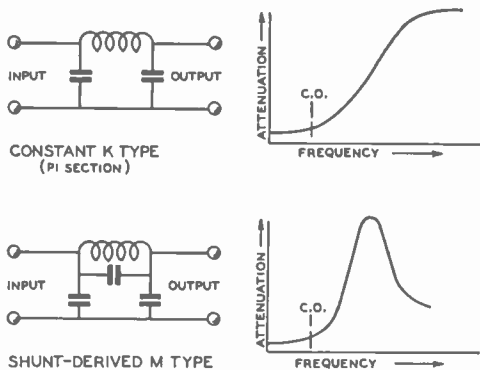 INPUT OUTPUT
CONSTANT K TYPE
(PI SECTION)
ATTENUATION
C.O.
FREQUENCY
INPUT OUTPUT
SHUNT-DERIVED M TYPE
ATTENUATION
C.O.
FREQUENCY